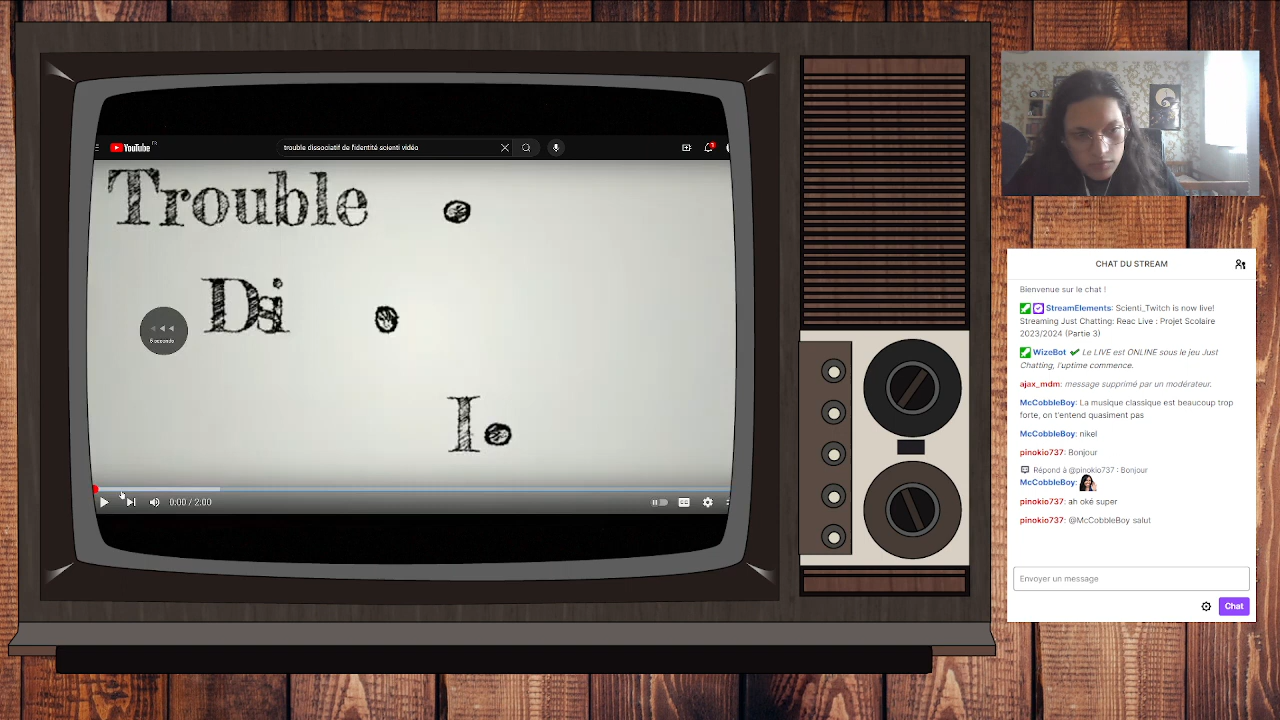 YouTube FR
trouble dissociatif de l'identité scienti vidéo
Trouble
Dsi
I
5 seconds
0:00 / 2:00
CHAT DU STREAM
Bienvenue sur le chat !
StreamElements: Scienti_Twitch is now live!
Streaming Just Chatting: Reac Live : Projet Scolaire
2023/2024 (Partie 3)
WizeBot Le LIVE est ONLINE sous le jeu Just
Chatting, l'uptime commence.
ajax_mdm: message supprimé par un modérateur.
McCobbleBoy: La musique classique est beaucoup trop
forte, on t'entend quasiment pas
McCobbleBoy: nikel
pinokio737: Bonjour
Répond à @pinokio737 : Bonjour
McCobbleBoy:
pinokio737: ah oké super
pinokio737: @McCobbleBoy salut
Envoyer un message
Chat